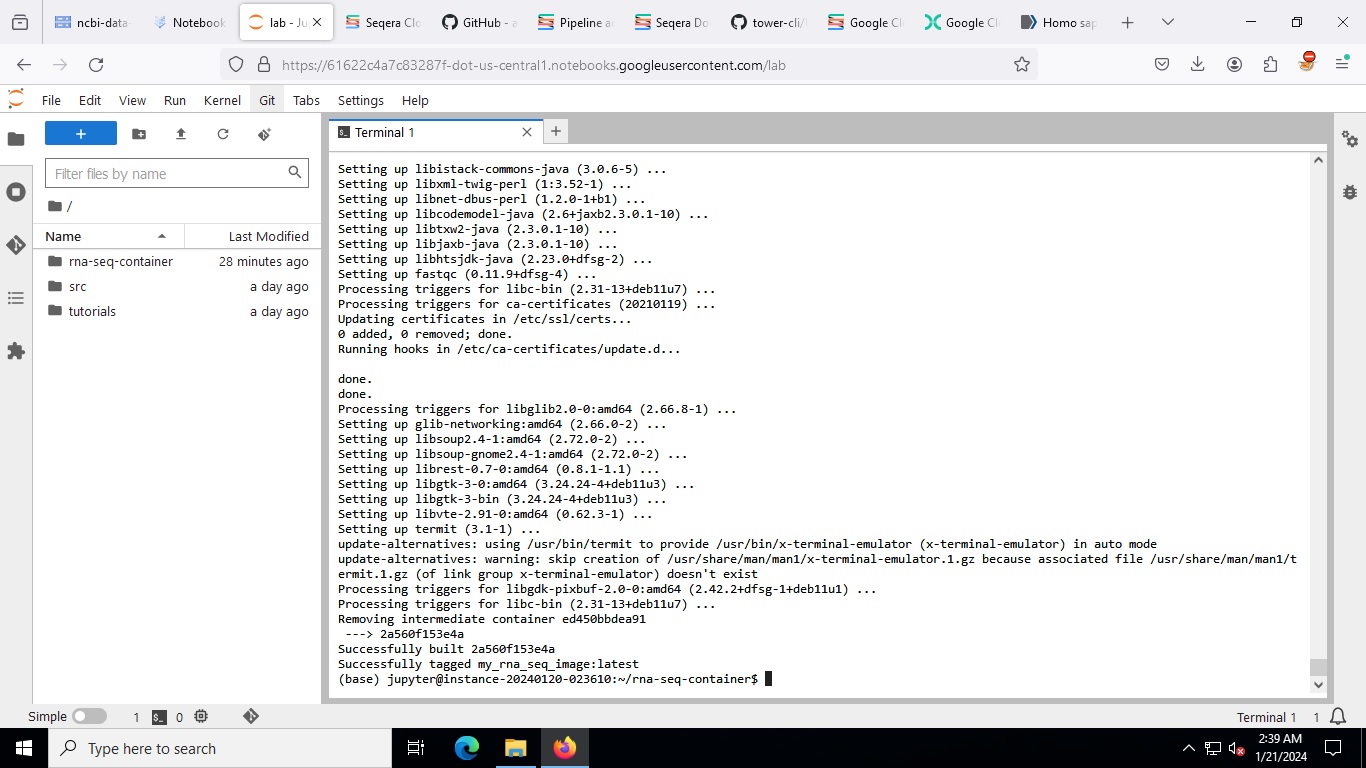 ncbi-data-
Notebook
lab - Ju
Seqera Clo
GitHub - a
Pipeline a
Seqera Do
tower-cli/
Google Cl
Google Cl
Homo sap
https://61622c4a7c83287f-dot-us-central1.notebooks.googleusercontent.com/lab
File Edit View Run Kernel Git Tabs Settings Help
Terminal 1
Filter files by name
/
Name Last Modified
rna-seq-container 28 minutes ago
src a day ago
tutorials a day ago
Setting up libistack-commons-java (3.0.6-5) ...
Setting up libxml-twig-perl (1:3.52-1) ...
Setting up libnet-dbus-perl (1.2.0-1+b1) ...
Setting up libcodemodel-java (2.6+jaxb2.3.0.1-10) ...
Setting up libtxw2-java (2.3.0.1-10) ...
Setting up libjaxb-java (2.3.0.1-10) ...
Setting up libhtsjdk-java (2.23.0+dfsg-2) ...
Setting up fastqc (0.11.9+dfsg-4) ...
Processing triggers for libc-bin (2.31-13+deb11u7) ...
Processing triggers for ca-certificates (20210119) ...
Updating certificates in /etc/ssl/certs...
0 added, 0 removed; done.
Running hooks in /etc/ca-certificates/update.d...
done.
done.
Processing triggers for libglib2.0-0:amd64 (2.66.8-1) ...
Setting up glib-networking:amd64 (2.66.0-2) ...
Setting up libsoup2.4-1:amd64 (2.72.0-2) ...
Setting up libsoup-gnome2.4-1:amd64 (2.72.0-2) ...
Setting up librest-0.7-0:amd64 (0.8.1-1.1) ...
Setting up libgtk-3-0:amd64 (3.24.24-4+deb11u3) ...
Setting up libgtk-3-bin (3.24.24-4+deb11u3) ...
Setting up libvte-2.91-0:amd64 (0.62.3-1) ...
Setting up termit (3.1-1) ...
update-alternatives: using /usr/bin/termit to provide /usr/bin/x-terminal-emulator (x-terminal-emulator) in auto mode
update-alternatives: warning: skip creation of /usr/share/man/man1/x-terminal-emulator.1.gz because associated file /usr/share/man/man1/t
ermit.1.gz (of link group x-terminal-emulator) doesn't exist
Processing triggers for libgdk-pixbuf-2.0-0:amd64 (2.42.2+dfsg-1+deb11u1) ...
Processing triggers for libc-bin (2.31-13+deb11u7) ...
Removing intermediate container ed450bbdea91
---> 2a560f153e4a
Successfully built 2a560f153e4a
Successfully tagged my_rna_seq_image:latest
(base) jupyter@instance-20240120-023610:~/rna-seq-container$
Simple 1 0 Terminal 1 1
Type here to search
2:39 AM
1/21/2024